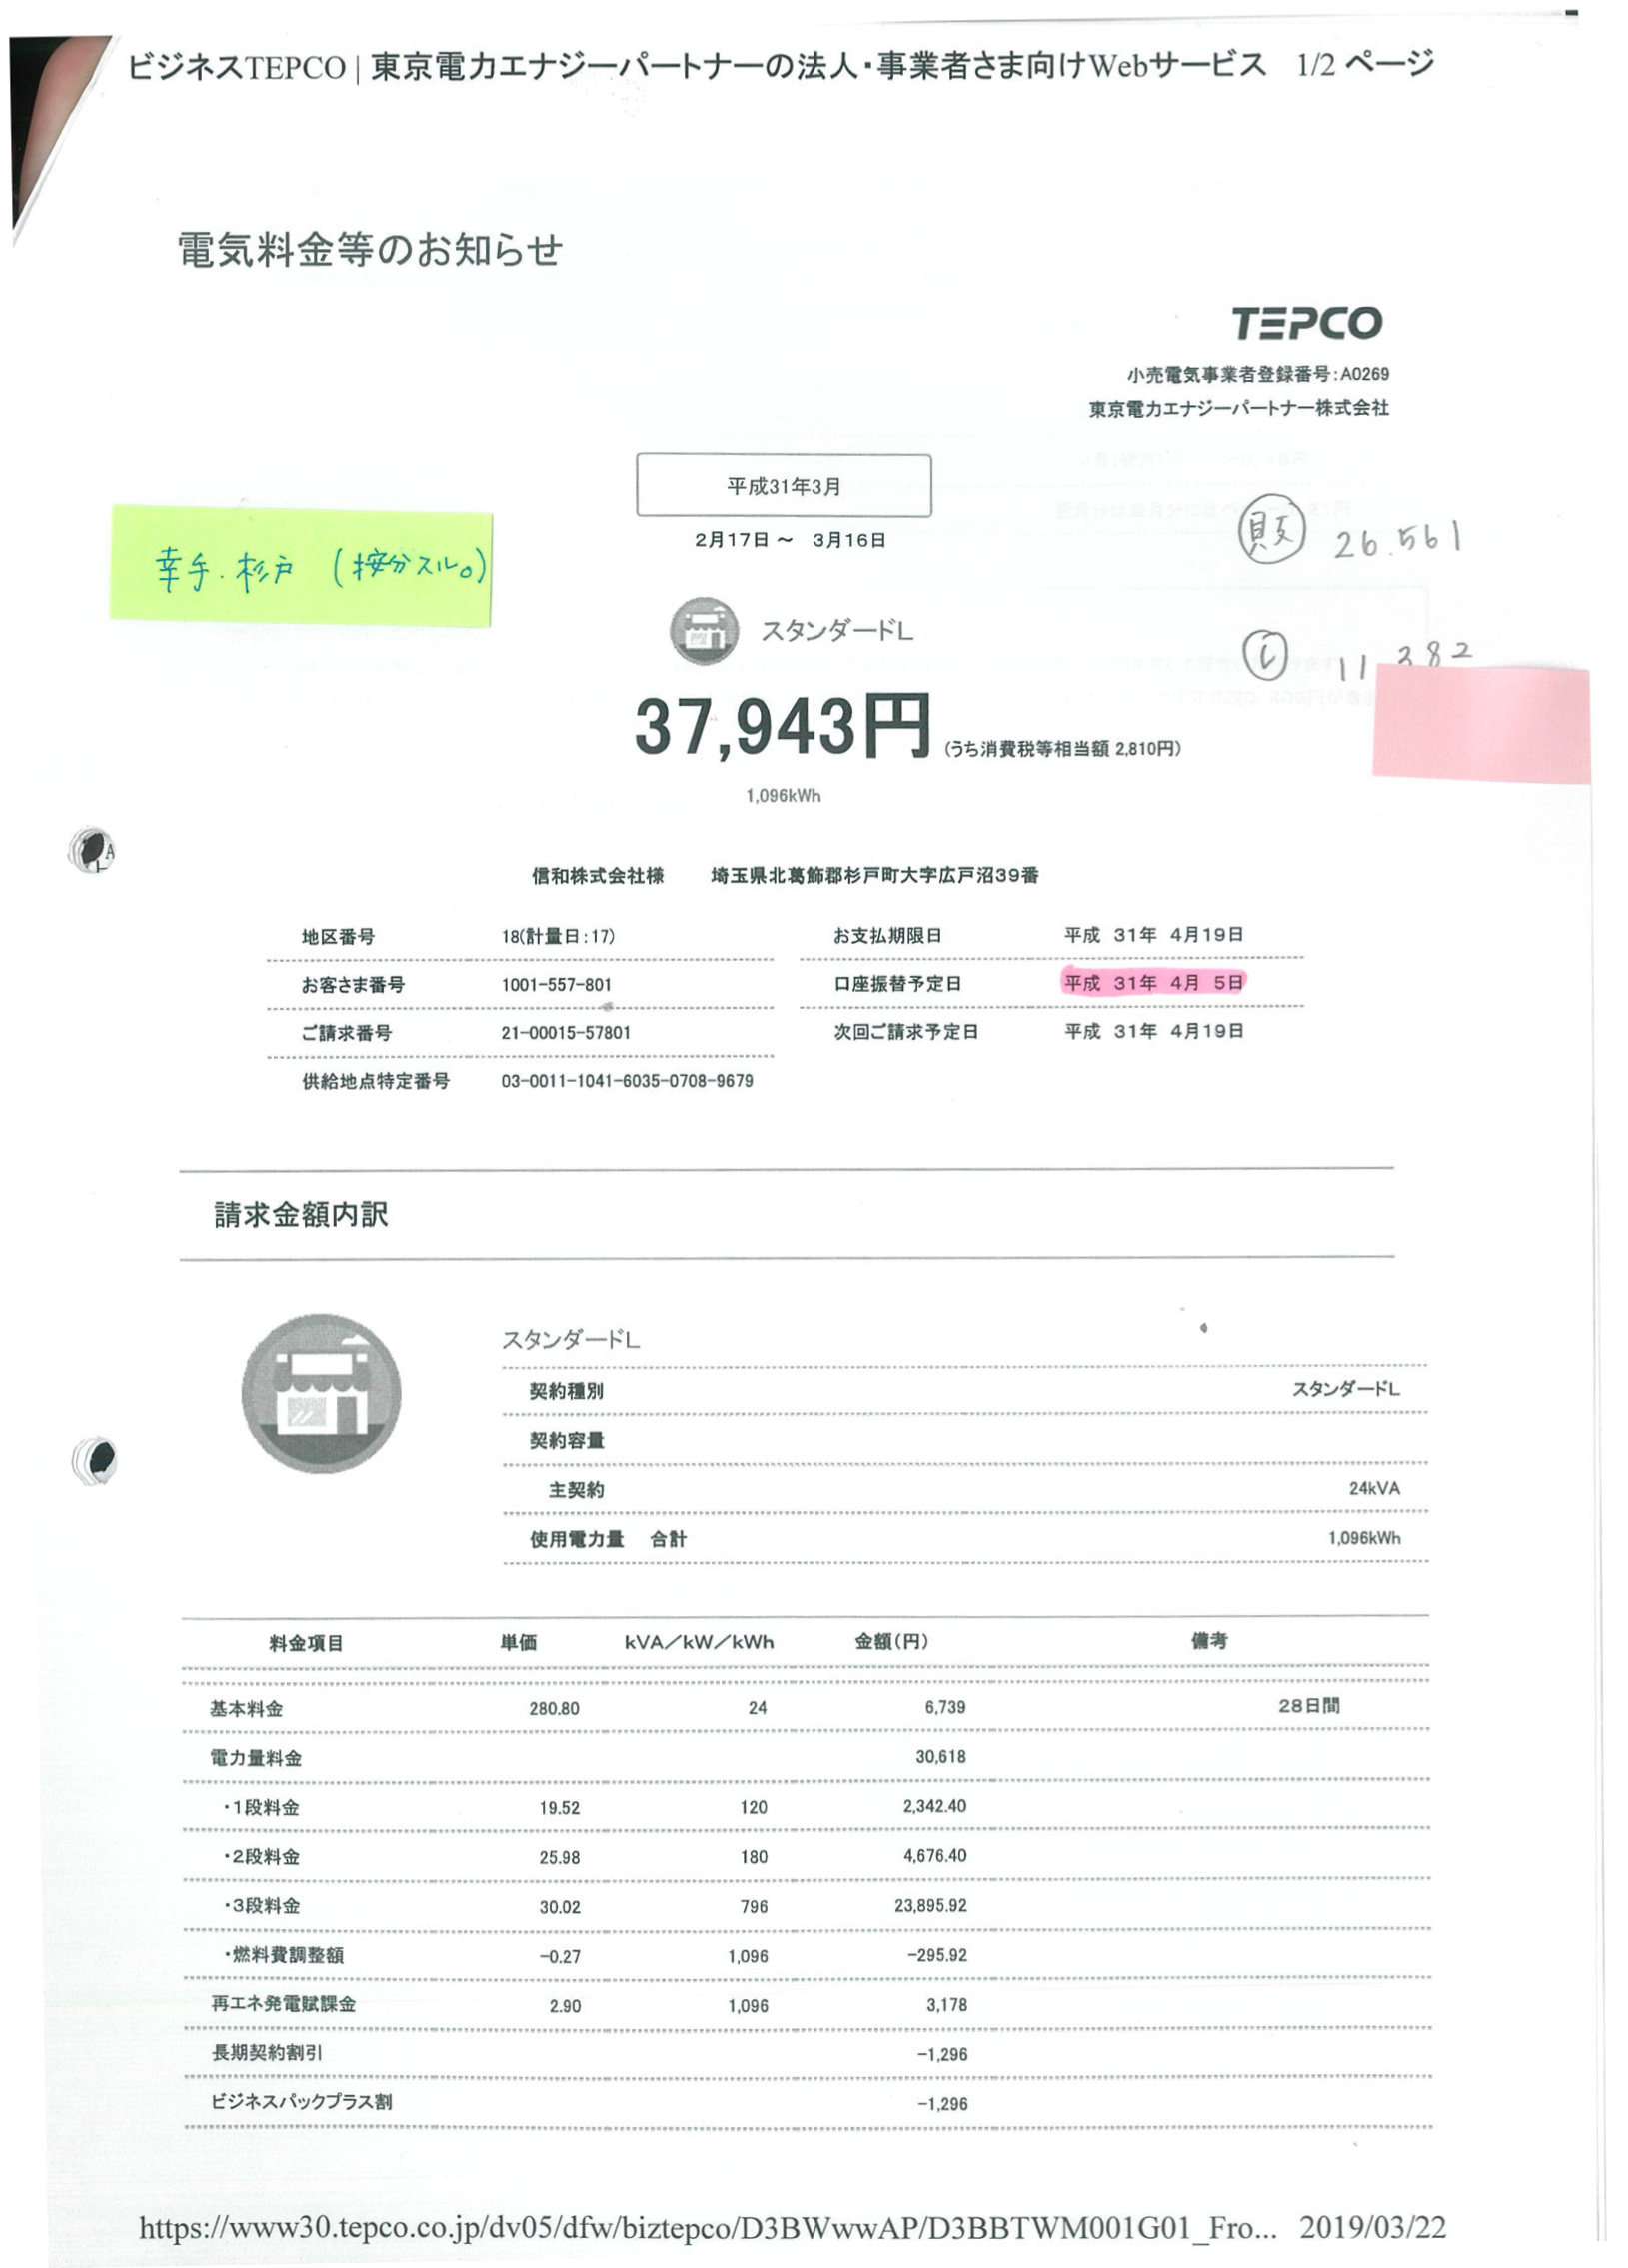 ビジネスTEPCO | 東京電力エナジーパートナーの法人・事業者さま向けWebサービス 1/2 ページ
電気料金等のお知らせ
TEPCO
小売電気事業者登録番号:A0269
東京電力エナジーパートナー株式会社
平成31年3月
2月17日 ~ 3月16日
幸手.杉戸 (按分スル。)
26.561
スタンダードL
11 382
37,943円 (うち消費税等相当額 2,810円)
1,096kWh
信和株式会社様 埼玉県北葛飾郡杉戸町大字広戸沼39番
地区番号 18(計量日:17) お支払期限日 平成 31年 4月19日
お客さま番号 1001-557-801 口座振替予定日 平成 31年 4月 5日
ご請求番号 21-00015-57801 次回ご請求予定日 平成 31年 4月19日
供給地点特定番号 03-0011-1041-6035-0708-9679
請求金額内訳
スタンダードL
契約種別 スタンダードL
契約容量
主契約 24kVA
使用電力量 合計 1,096kWh
料金項目 単価 kVA/kW/kWh 金額(円) 備考
基本料金 280.80 24 6,739 28日間
電力量料金 30,618
・1段料金 19.52 120 2,342.40
・2段料金 25.98 180 4,676.40
・3段料金 30.02 796 23,895.92
・燃料費調整額 -0.27 1,096 -295.92
再エネ発電賦課金 2.90 1,096 3,178
長期契約割引 -1,296
ビジネスパックプラス割 -1,296
https://www30.tepco.co.jp/dv05/dfw/biztepco/D3BWwwAP/D3BBTWM001G01_Fro... 2019/03/22